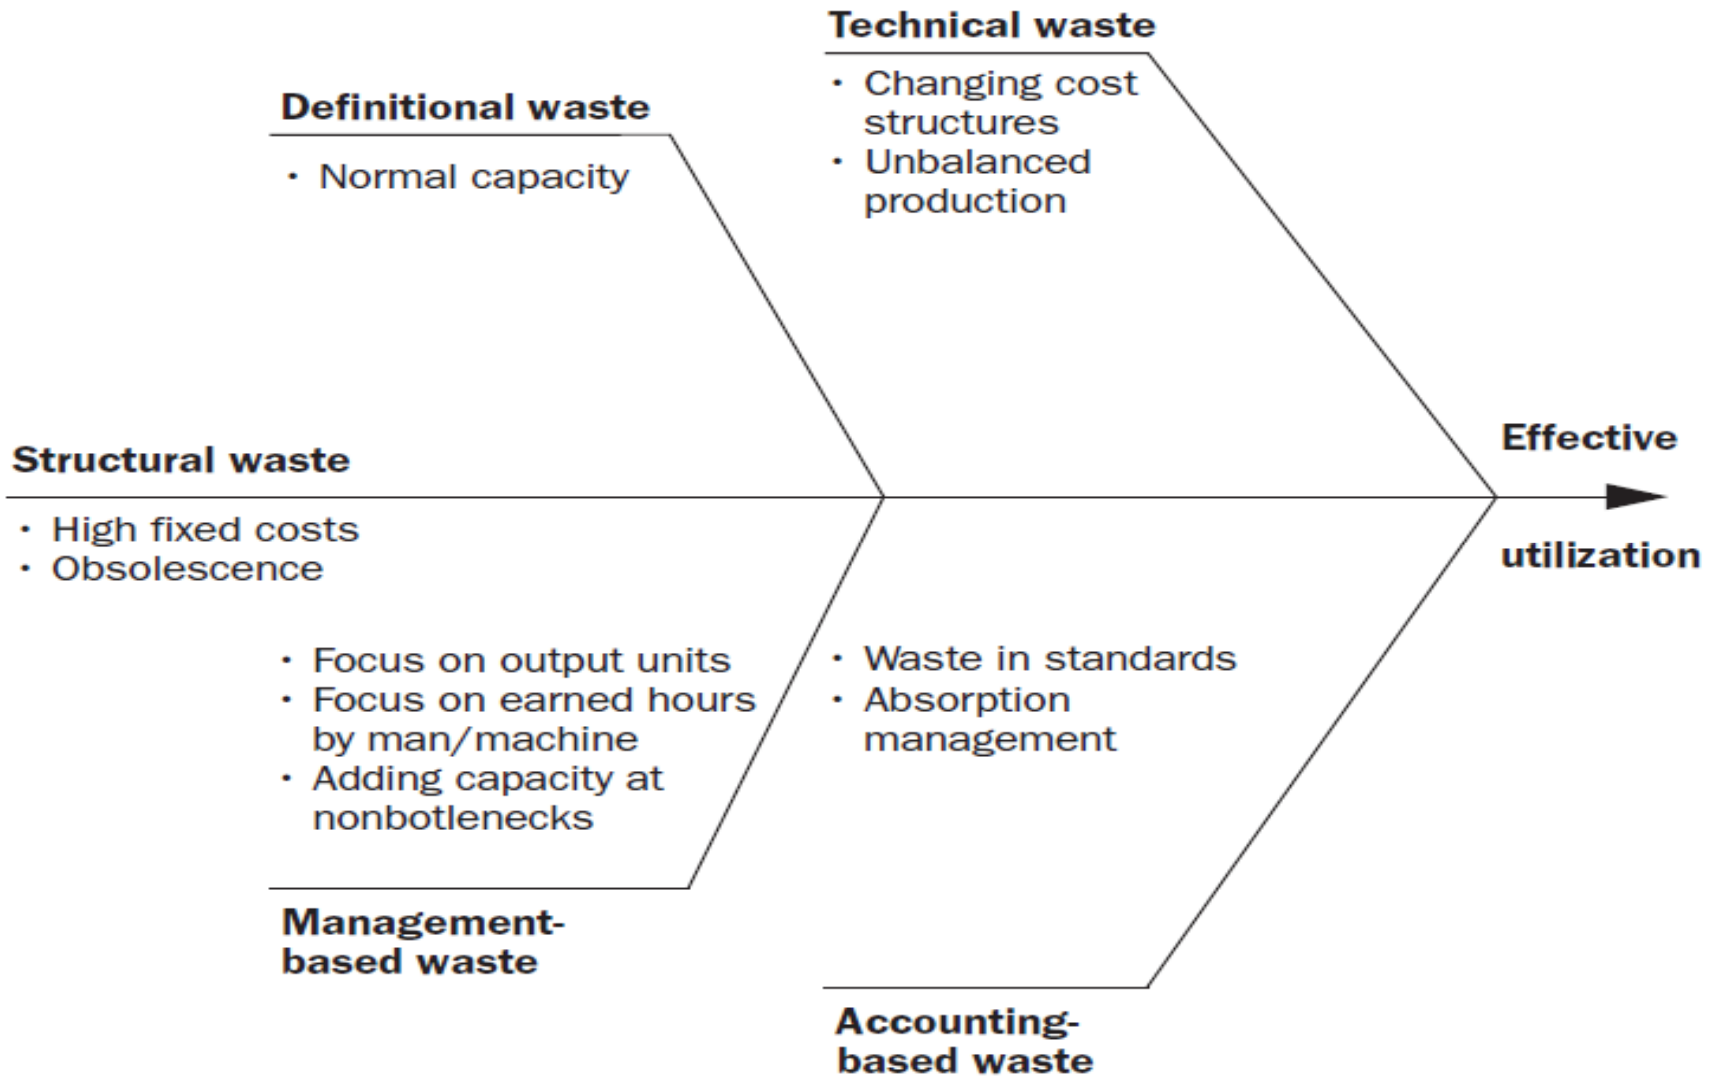 Technical waste
· Changing cost
structures
· Unbalanced
production
Definitional waste
· Normal capacity
Structural waste
· High fixed costs
· Obsolescence
Effective
utilization
· Focus on output units
· Focus on earned hours
by man/machine
· Adding capacity at
nonbotlenecks
Management-
based waste
· Waste in standards
· Absorption
management
Accounting-
based waste